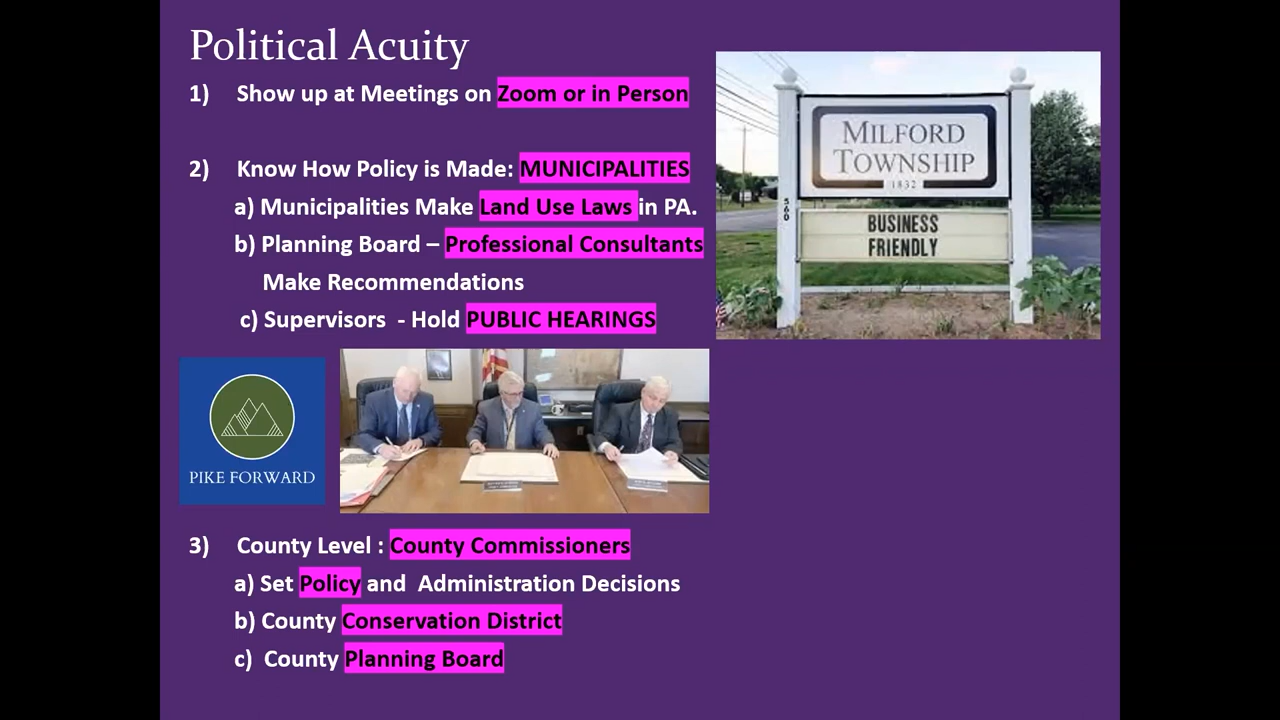 Political Acuity
1) Show up at Meetings on Zoom or in Person
2) Know How Policy is Made: MUNICIPALITIES
a) Municipalities Make Land Use Laws in PA.
b) Planning Board – Professional Consultants
Make Recommendations
c) Supervisors - Hold PUBLIC HEARINGS
MILFORD
TOWNSHIP
1832
560
BUSINESS
FRIENDLY
PIKE FORWARD
3) County Level : County Commissioners
a) Set Policy and Administration Decisions
b) County Conservation District
c) County Planning Board